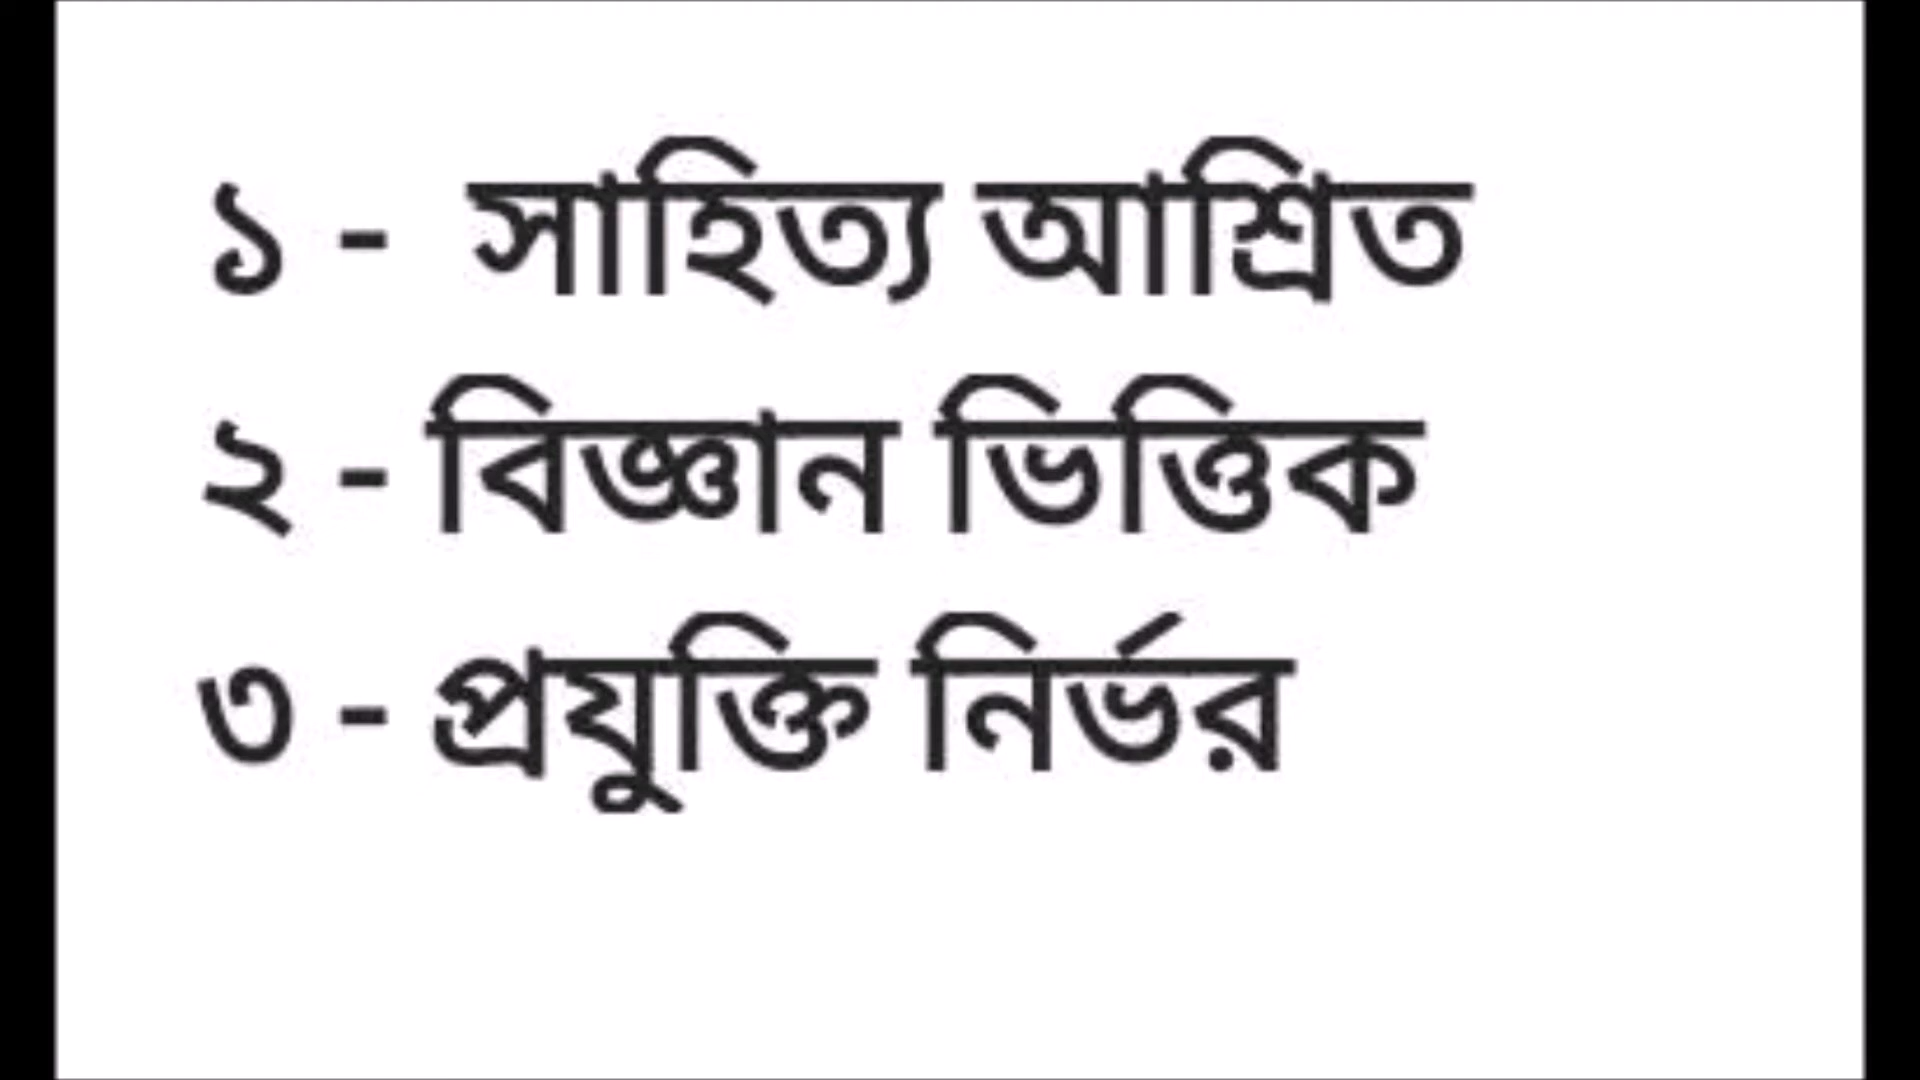 ১ - সাহিত্য আশ্রিত
২ - বিজ্ঞান ভিত্তিক
৩ - প্রযুক্তি নির্ভর